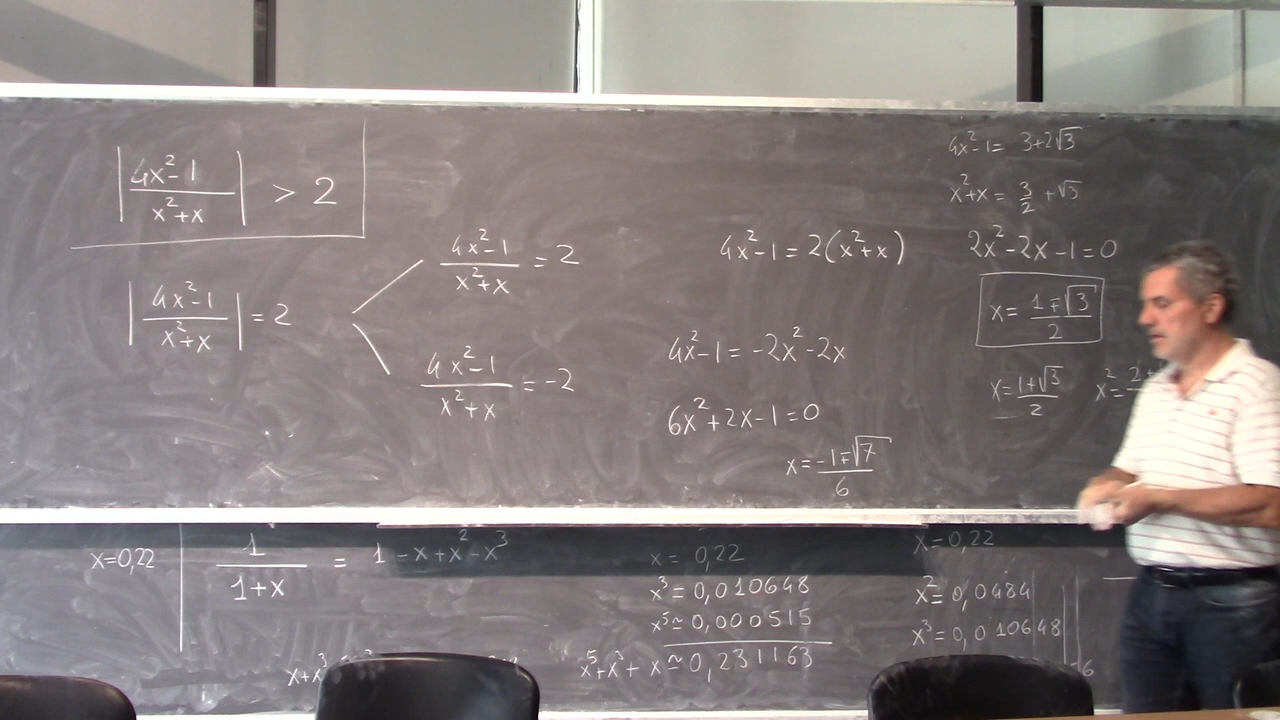 |4x²-1 / x²+x| > 2
|4x²-1 / x²+x| = 2
4x²-1 / x²+x = 2
4x²-1 / x²+x = -2
4x²-1 = 2(x²+x)
4x²-1 = -2x²-2x
6x²+2x-1=0
x = -1∓√7 / 6
4x²-1 = 3+2√3
x²+x = 3/2 + √3
2x²-2x-1=0
x = 1∓√3 / 2
x = 1+√3 / 2
x=0,22
1 / 1+x = 1-x+x²-x³
x = 0,22
x³ = 0,010648
x⁵ ≃ 0,000515
x⁵+x³+x ≃ 0,231163
x=0,22
x² = 0,0484
x³ = 0,010648